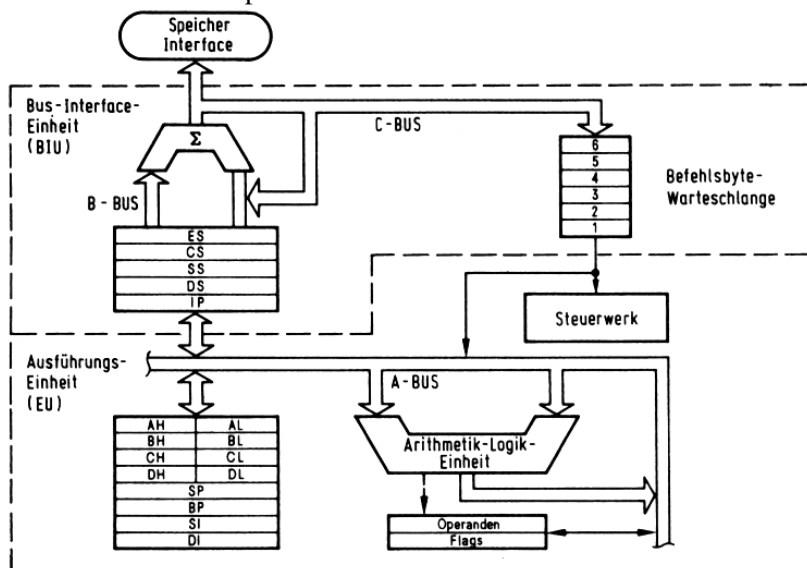 Speicher
Interface
Bus-Interface-
Einheit
(BIU)
Σ
C-BUS
B-BUS
6
5
4
3
2
1
Befehlsbyte-
Warteschlange
ES
CS
SS
DS
IP
Steuerwerk
Ausführungs-
Einheit
(EU)
A-BUS
AH AL
BH BL
CH CL
DH DL
SP
BP
SI
DI
Arithmetik-Logik-
Einheit
Operanden
Flags